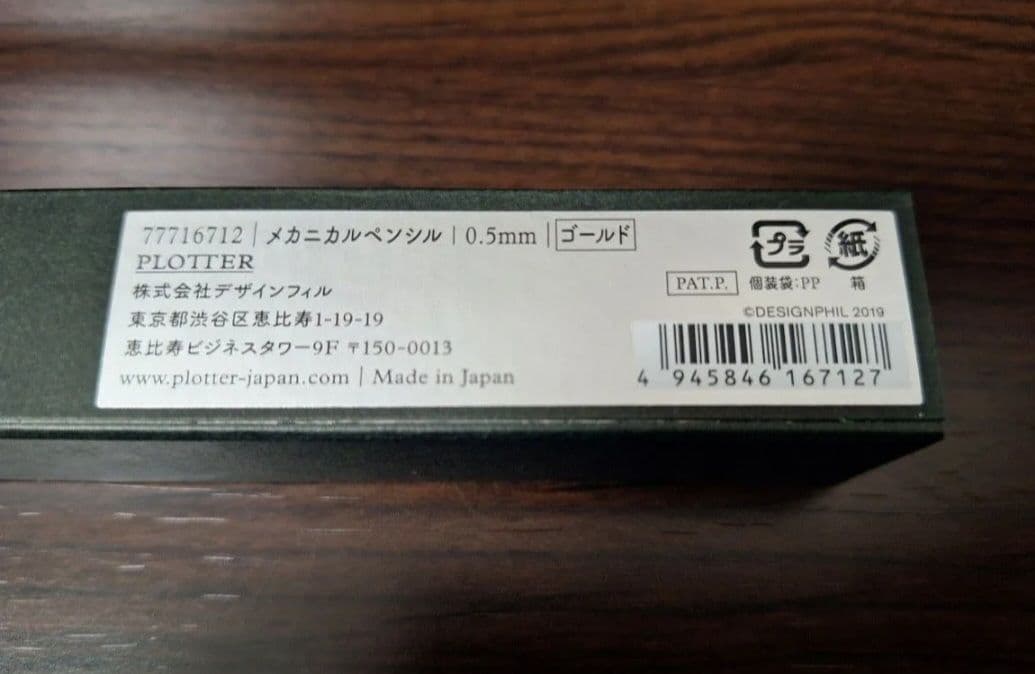 77716712 | メカニカルペンシル | 0.5mm | ゴールド
PLOTTER
株式会社デザインフィル
東京都渋谷区恵比寿1-19-19
恵比寿ビジネスタワー9F 〒150-0013
www.plotter-japan.com | Made in Japan
プラ 紙
PAT.P. 個装袋:PP 箱
©DESIGNPHIL 2019
4 945846 167127